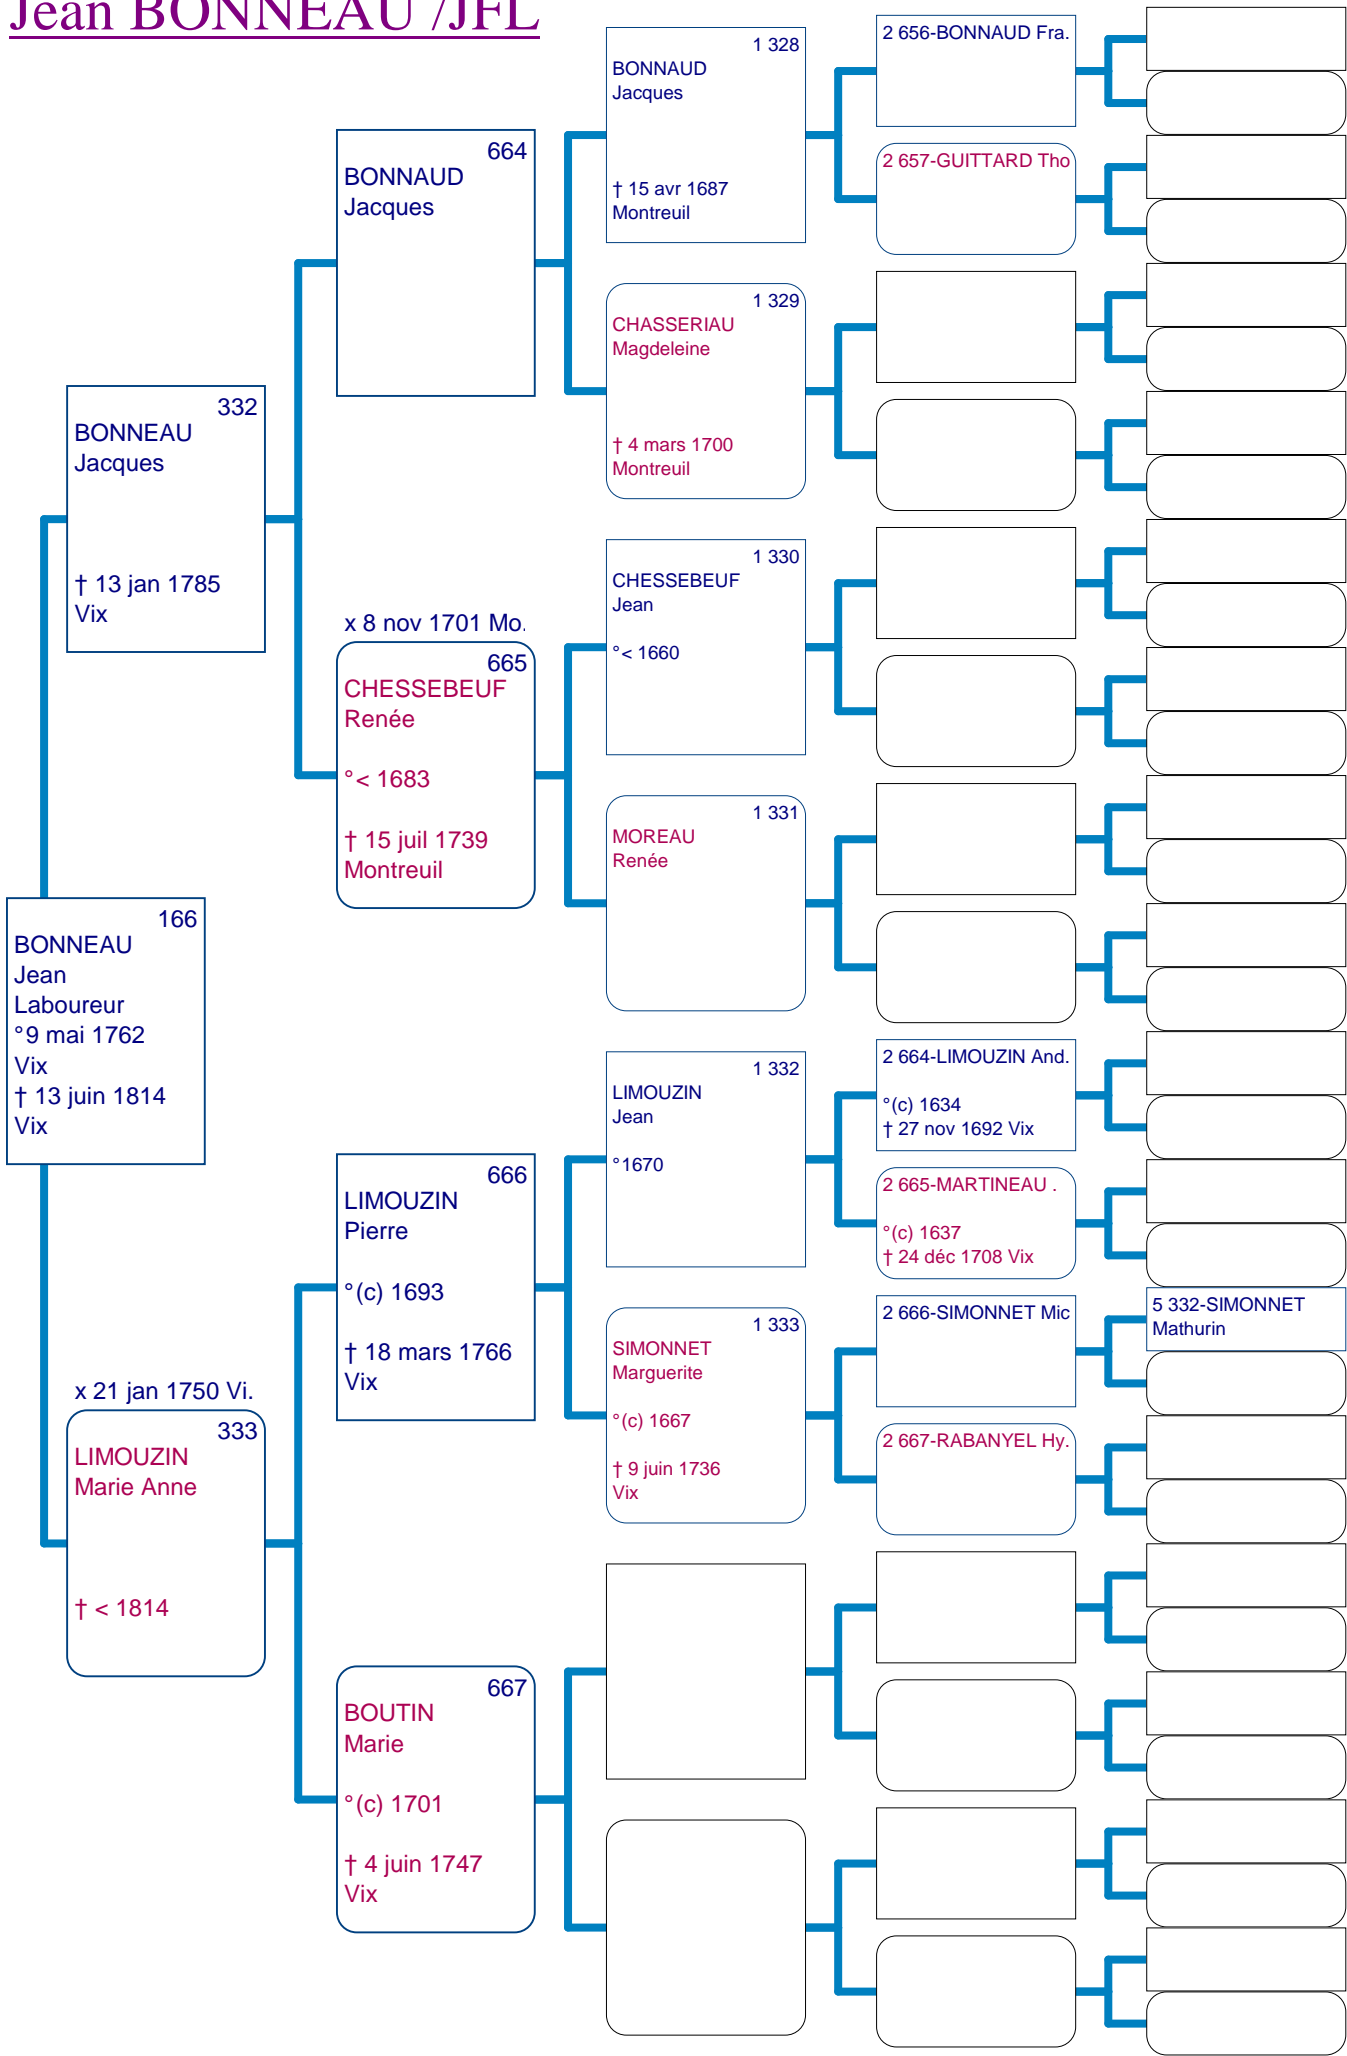 Jean BONNEAU /JFL
166
BONNEAU
Jean
Laboureur
°9 mai 1762
Vix
† 13 juin 1814
Vix
332
BONNEAU
Jacques
† 13 jan 1785
Vix
x 21 jan 1750 Vi.
333
LIMOUZIN
Marie Anne
† < 1814
664
BONNAUD
Jacques
x 8 nov 1701 Mo.
665
CHESSEBEUF
Renée
°< 1683
† 15 juil 1739
Montreuil
666
LIMOUZIN
Pierre
°(c) 1693
† 18 mars 1766
Vix
667
BOUTIN
Marie
°(c) 1701
† 4 juin 1747
Vix
1 328
BONNAUD
Jacques
† 15 avr 1687
Montreuil
1 329
CHASSERIAU
Magdeleine
† 4 mars 1700
Montreuil
1 330
CHESSEBEUF
Jean
°< 1660
1 331
MOREAU
Renée
1 332
LIMOUZIN
Jean
°1670
1 333
SIMONNET
Marguerite
°(c) 1667
† 9 juin 1736
Vix
2 656-BONNAUD Fra.
2 657-GUITTARD Tho
2 664-LIMOUZIN And.
°(c) 1634
† 27 nov 1692 Vix
2 665-MARTINEAU .
°(c) 1637
† 24 déc 1708 Vix
2 666-SIMONNET Mic
2 667-RABANYEL Hy.
5 332-SIMONNET
Mathurin